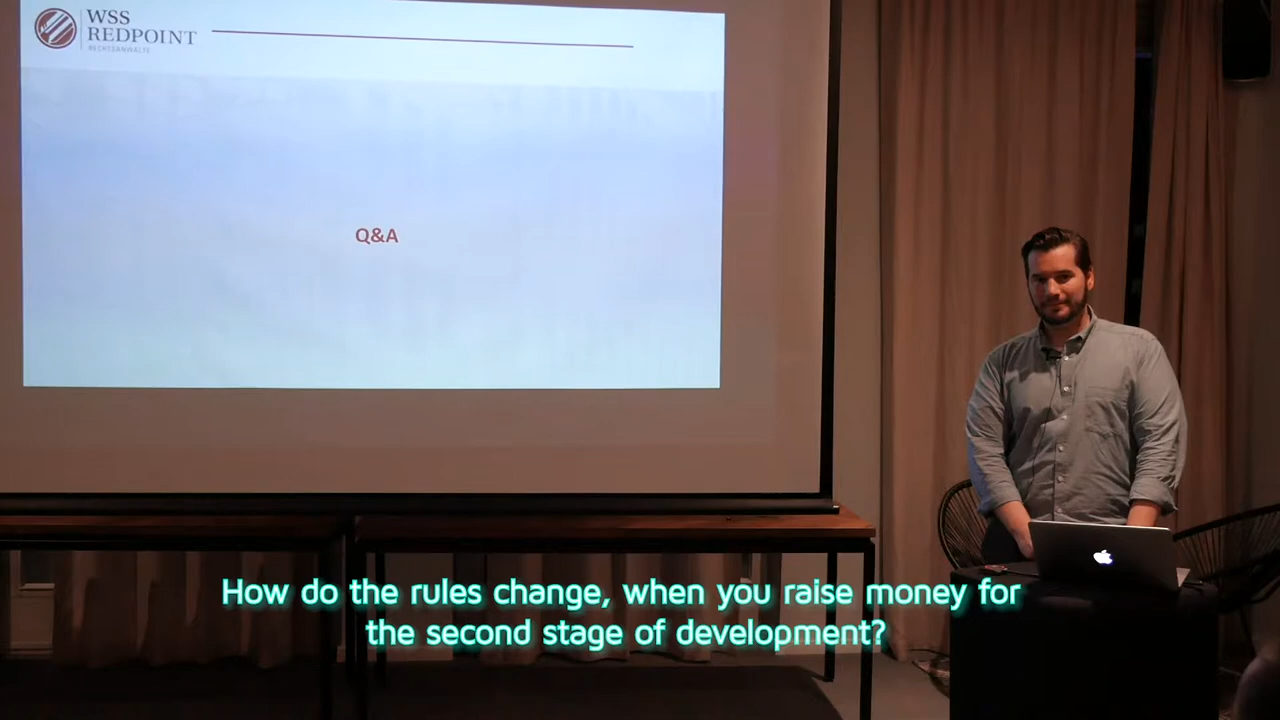 WSS
REDPOINT
RECHTSANWÄLTE
Q&A
How do the rules change, when you raise money for
the second stage of development?